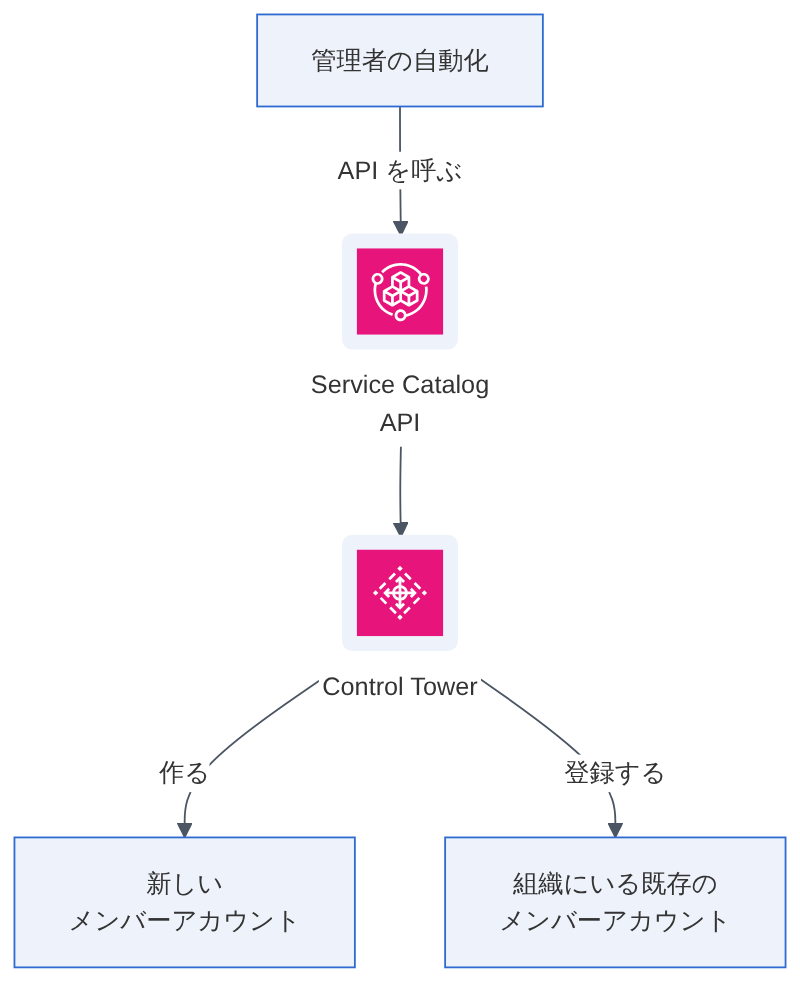 管理者の自動化
API を呼ぶ
Service Catalog
API
Control Tower
作る
登録する
新しい
メンバーアカウント
組織にいる既存の
メンバーアカウント